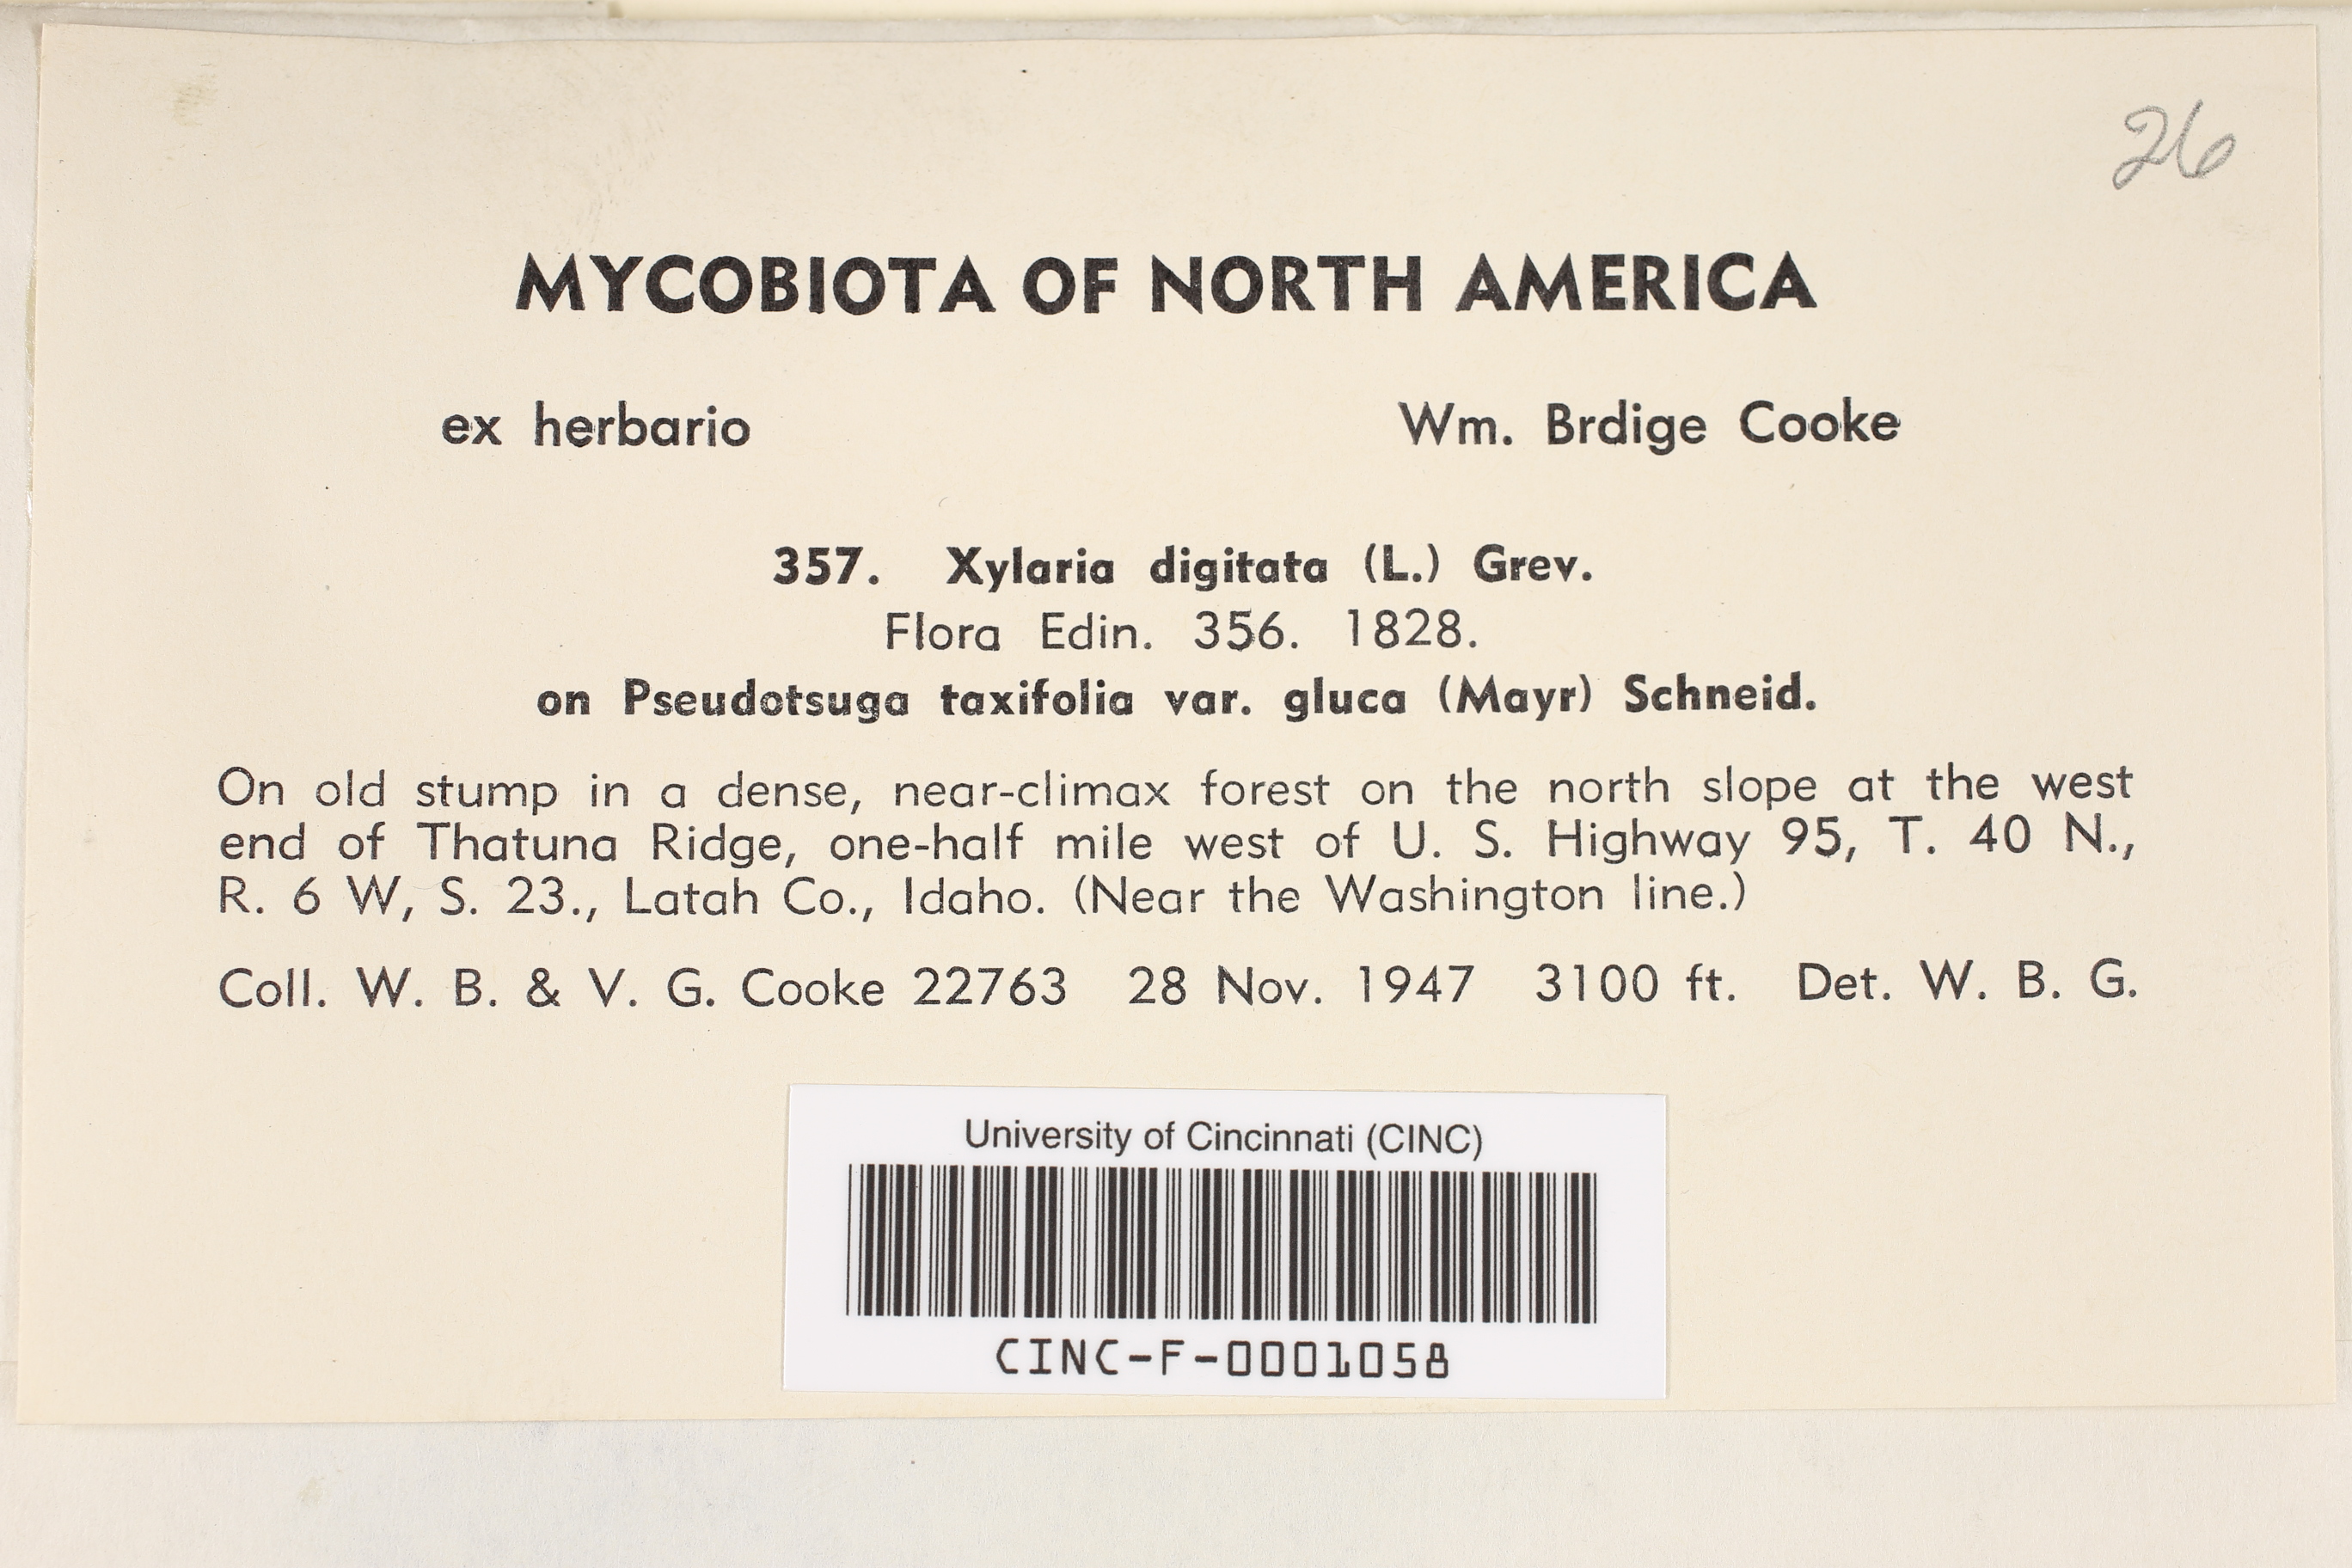 26
MYCOBIOTA OF NORTH AMERICA
ex herbario Wm. Brdige Cooke
357. Xylaria digitata (L.) Grev.
Flora Edin. 356. 1828.
on Pseudotsuga taxifolia var. gluca (Mayr) Schneid.
On old stump in a dense, near-climax forest on the north slope at the west
end of Thatuna Ridge, one-half mile west of U. S. Highway 95, T. 40 N.,
R. 6 W, S. 23., Latah Co., Idaho. (Near the Washington line.)
Coll. W. B. & V. G. Cooke 22763 28 Nov. 1947 3100 ft. Det. W. B. G.
University of Cincinnati (CINC)
CINC-F-0001058